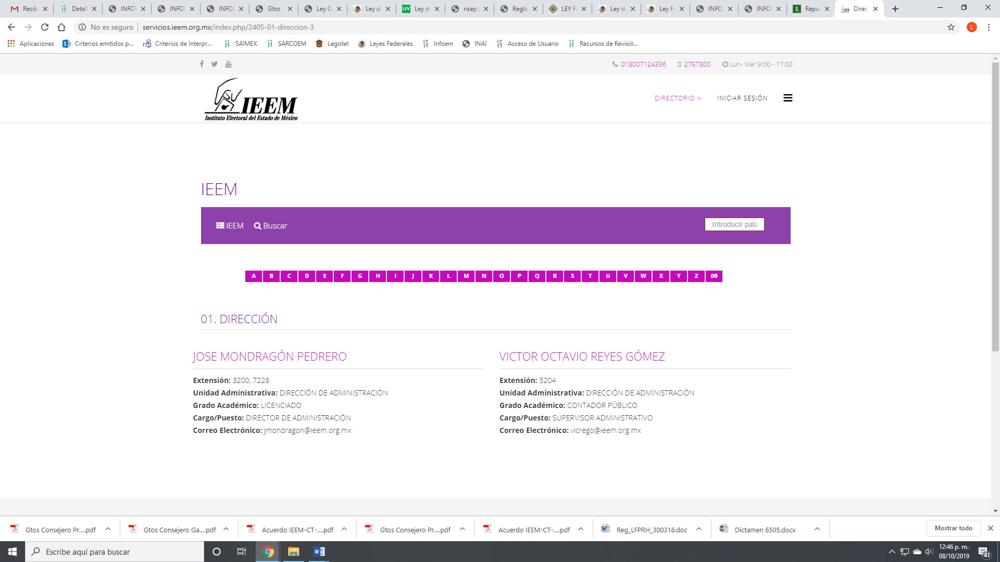 Recib
Detall
INFO
INFO
INFO
Gtos
Ley O
Ley d
UV
Ley d
risep.
Regla
LEY F
Ley d
Ley F
INFO
INFO
R
Repu
Direc
No es seguro
servicios.ieem.org.mx/index.php/2405-01-direccion-3
L
Aplicaciones
Criterios emitidos p...
Criterios de Interpr...
SAIMEX
SARCOEM
Legistel
Leyes Federales
Infoem
INAI
Acceso de Usuario
Recursos de Revisió...
018007124336
2757300
Lun- Vier 9:00 - 17:00
IEEM
Instituto Electoral del Estado de México
DIRECTORIO
INICIAR SESIÓN
IEEM
IEEM
Buscar
Introducir pala
A B C D E F G H I J K L M N O P Q R S T U V W X Y Z 09
01. DIRECCIÓN
JOSE MONDRAGÓN PEDRERO
Extensión: 3200, 7228
Unidad Administrativa: DIRECCIÓN DE ADMINISTRACIÓN
Grado Académico: LICENCIADO
Cargo/Puesto: DIRECTOR DE ADMINISTRACIÓN
Correo Electrónico: jmondragon@ieem.org.mx
VICTOR OCTAVIO REYES GÓMEZ
Extensión: 3204
Unidad Administrativa: DIRECCIÓN DE ADMINISTRACIÓN
Grado Académico: CONTADOR PÚBLICO
Cargo/Puesto: SUPERVISOR ADMINISTRATIVO
Correo Electrónico: vicrego@ieem.org.mx
Gtos Consejero Pr....pdf
Gtos Consejero Ga....pdf
Acuerdo IEEM-CT-....pdf
Gtos Consejero Pr....pdf
Acuerdo IEEM-CT-....pdf
Reg_LFPRH_300316.doc
Dictamen 6505.docx
Mostrar todo
Escribe aquí para buscar
12:46 p. m.
08/10/2019
41